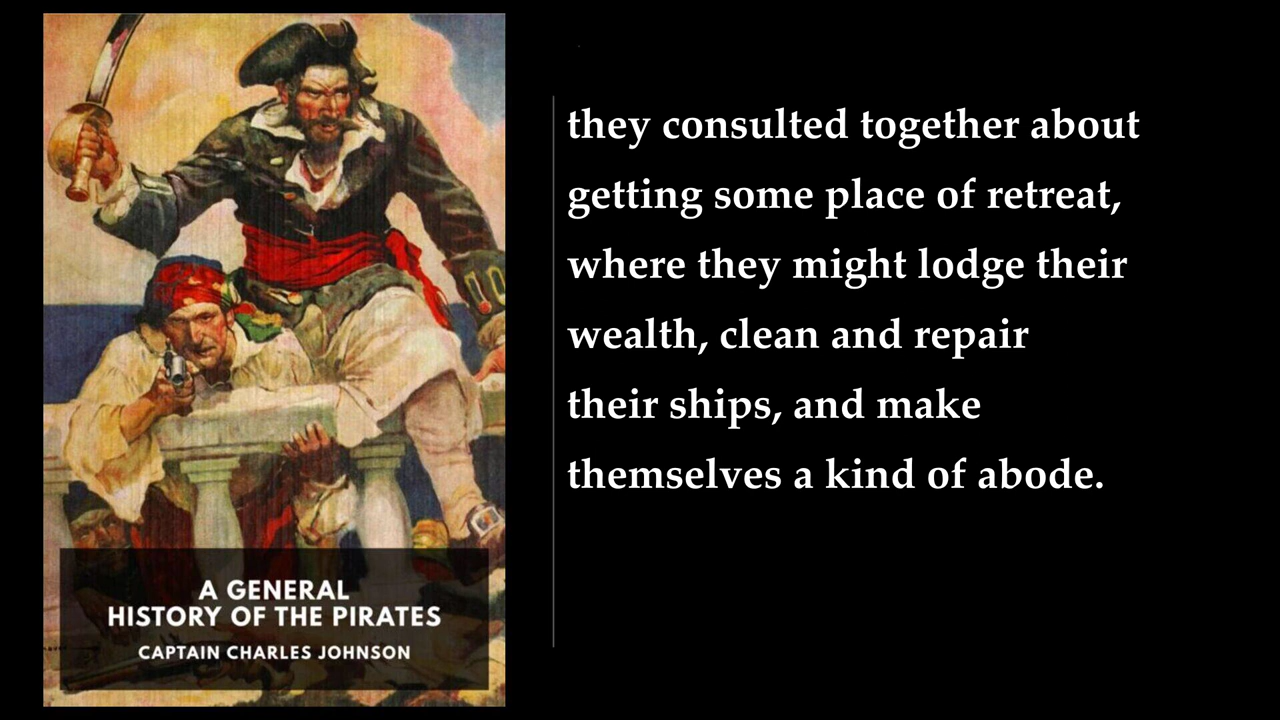 they consulted together about
getting some place of retreat,
where they might lodge their
wealth, clean and repair
their ships, and make
themselves a kind of abode.
A GENERAL
HISTORY OF THE PIRATES
CAPTAIN CHARLES JOHNSON